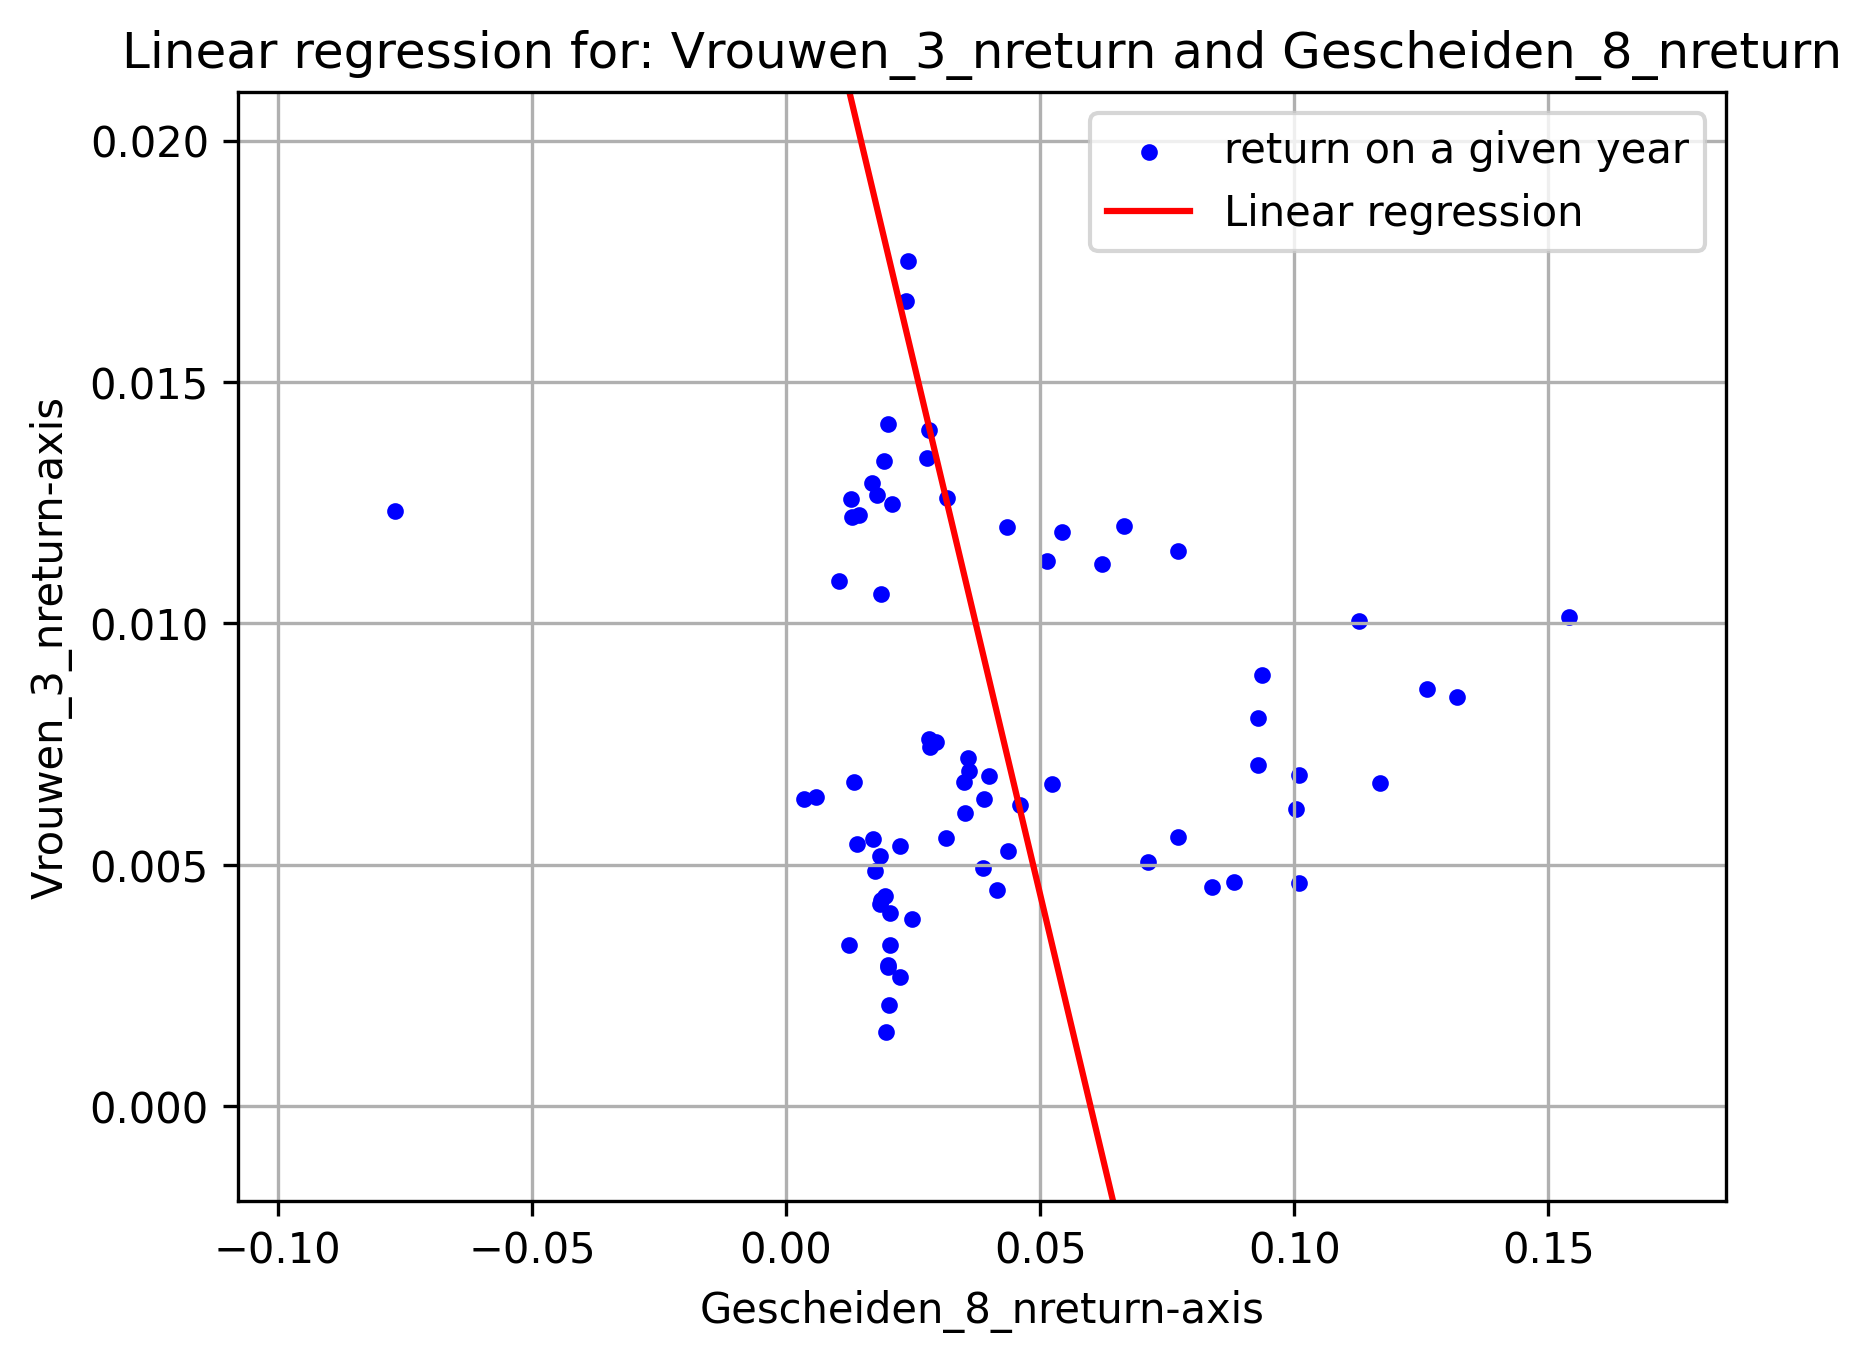 Linear regression for: Vrouwen_3_nreturn and Gescheiden_8_nreturn
return on a given year
Linear regression
Vrouwen_3_nreturn-axis
0.020
0.015
0.010
0.005
0.000
−0.10
−0.05
0.00
0.05
0.10
0.15
Gescheiden_8_nreturn-axis